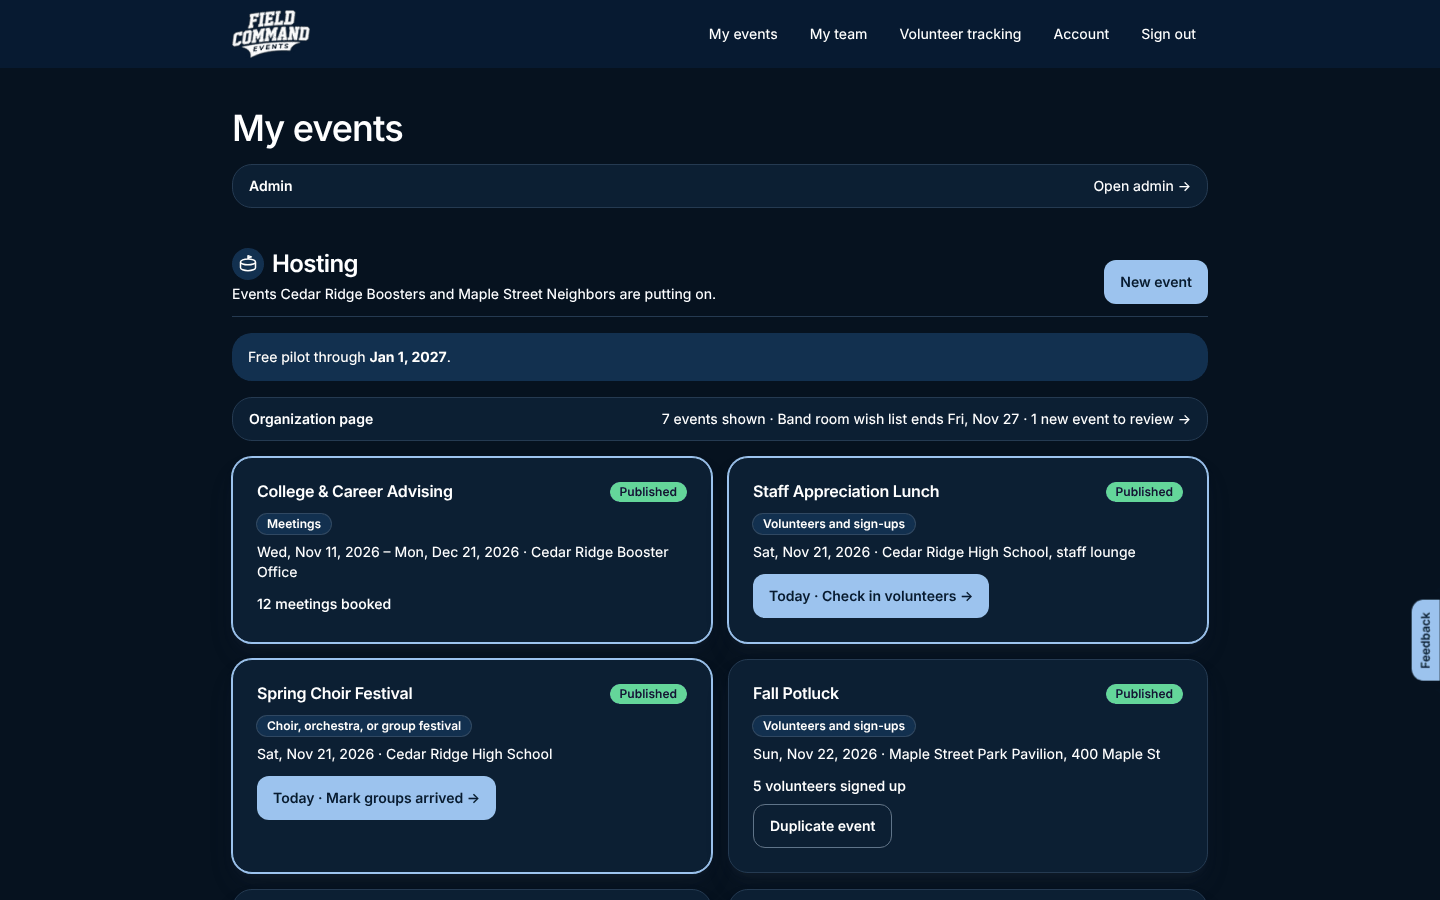 FIELD
COMMAND
EVENTS
My events
My team
Volunteer tracking
Account
Sign out
My events
Admin
Open admin →
Hosting
Events Cedar Ridge Boosters and Maple Street Neighbors are putting on.
New event
Free pilot through Jan 1, 2027.
Organization page
7 events shown · Band room wish list ends Fri, Nov 27 · 1 new event to review →
College & Career Advising
Published
Meetings
Wed, Nov 11, 2026 – Mon, Dec 21, 2026 · Cedar Ridge Booster
Office
12 meetings booked
Staff Appreciation Lunch
Published
Volunteers and sign-ups
Sat, Nov 21, 2026 · Cedar Ridge High School, staff lounge
Today · Check in volunteers →
Spring Choir Festival
Published
Choir, orchestra, or group festival
Sat, Nov 21, 2026 · Cedar Ridge High School
Today · Mark groups arrived →
Fall Potluck
Published
Volunteers and sign-ups
Sun, Nov 22, 2026 · Maple Street Park Pavilion, 400 Maple St
5 volunteers signed up
Duplicate event
Feedback